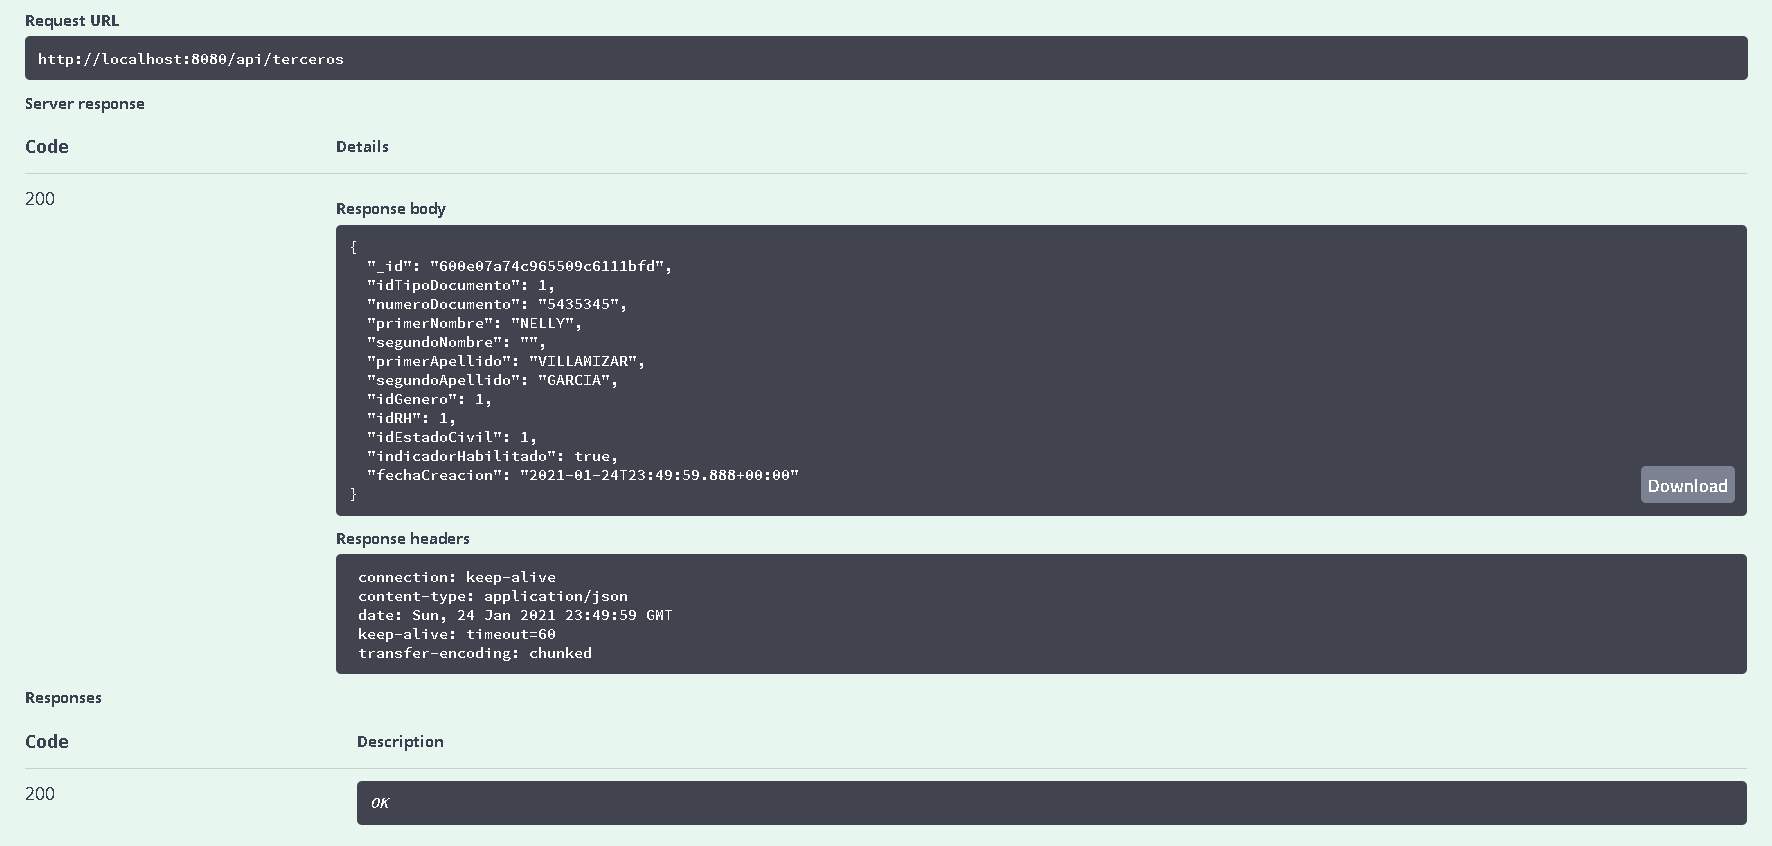 Request URL
http://localhost:8080/api/terceros
Server response
Code Details
200
Response body
{
  "_id": "600e07a74c965509c6111bfd",
  "idTipoDocumento": 1,
  "numeroDocumento": "5435345",
  "primerNombre": "NELLY",
  "segundoNombre": "",
  "primerApellido": "VILLAMIZAR",
  "segundoApellido": "GARCIA",
  "idGenero": 1,
  "idRH": 1,
  "idEstadoCivil": 1,
  "indicadorHabilitado": true,
  "fechaCreacion": "2021-01-24T23:49:59.888+00:00"
}
Download
Response headers
connection: keep-alive
content-type: application/json
date: Sun, 24 Jan 2021 23:49:59 GMT
keep-alive: timeout=60
transfer-encoding: chunked
Responses
Code Description
200
OK